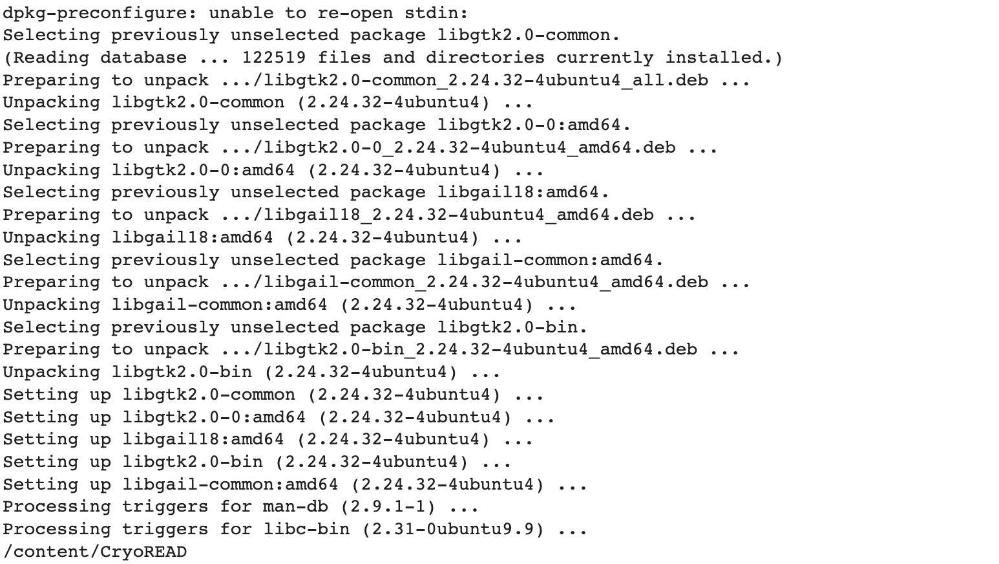 dpkg-preconfigure: unable to re-open stdin:
Selecting previously unselected package libgtk2.0-common.
(Reading database ... 122519 files and directories currently installed.)
Preparing to unpack .../libgtk2.0-common_2.24.32-4ubuntu4_all.deb ...
Unpacking libgtk2.0-common (2.24.32-4ubuntu4) ...
Selecting previously unselected package libgtk2.0-0:amd64.
Preparing to unpack .../libgtk2.0-0_2.24.32-4ubuntu4_amd64.deb ...
Unpacking libgtk2.0-0:amd64 (2.24.32-4ubuntu4) ...
Selecting previously unselected package libgail18:amd64.
Preparing to unpack .../libgail18_2.24.32-4ubuntu4_amd64.deb ...
Unpacking libgail18:amd64 (2.24.32-4ubuntu4) ...
Selecting previously unselected package libgail-common:amd64.
Preparing to unpack .../libgail-common_2.24.32-4ubuntu4_amd64.deb ...
Unpacking libgail-common:amd64 (2.24.32-4ubuntu4) ...
Selecting previously unselected package libgtk2.0-bin.
Preparing to unpack .../libgtk2.0-bin_2.24.32-4ubuntu4_amd64.deb ...
Unpacking libgtk2.0-bin (2.24.32-4ubuntu4) ...
Setting up libgtk2.0-common (2.24.32-4ubuntu4) ...
Setting up libgtk2.0-0:amd64 (2.24.32-4ubuntu4) ...
Setting up libgail18:amd64 (2.24.32-4ubuntu4) ...
Setting up libgtk2.0-bin (2.24.32-4ubuntu4) ...
Setting up libgail-common:amd64 (2.24.32-4ubuntu4) ...
Processing triggers for man-db (2.9.1-1) ...
Processing triggers for libc-bin (2.31-0ubuntu9.9) ...
/content/CryoREAD